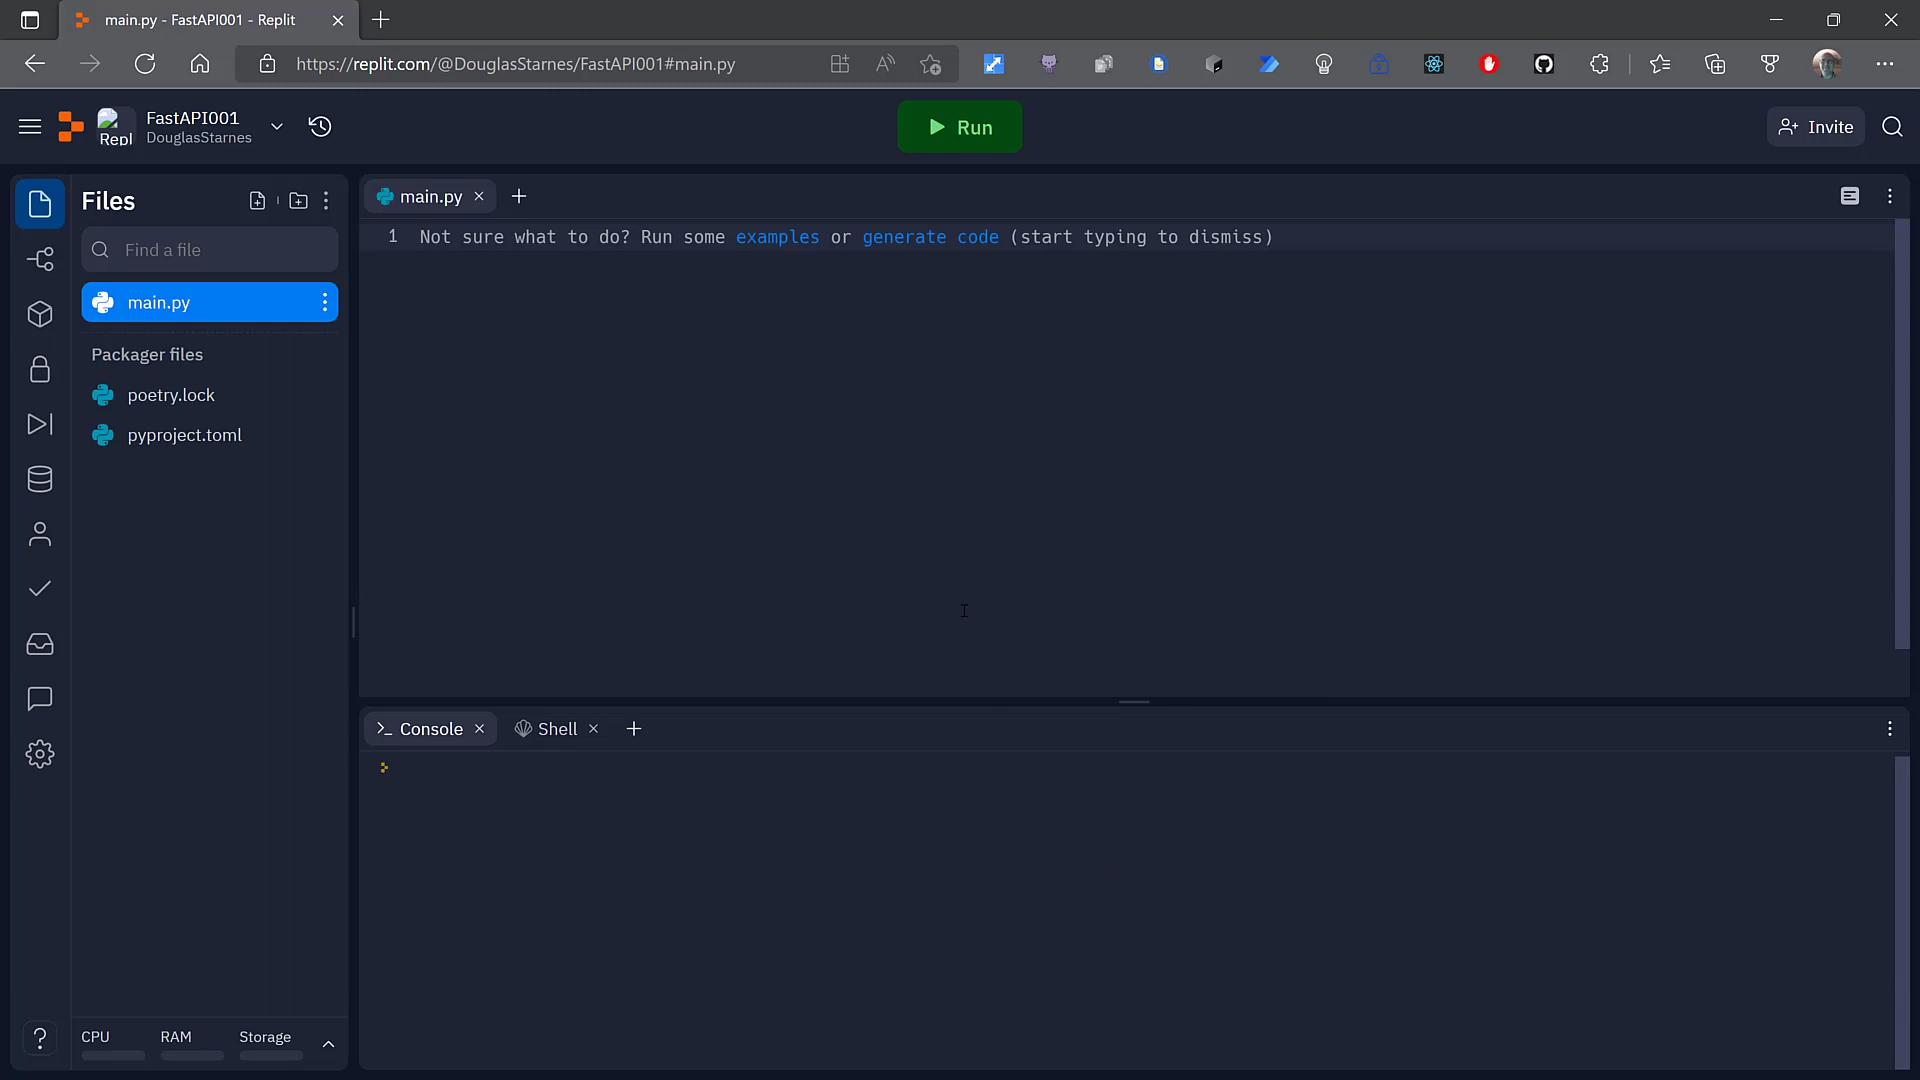 main.py - FastAPI001 - Replit
https://replit.com/@DouglasStarnes/FastAPI001#main.py
Repl
FastAPI001
DouglasStarnes
Run
Invite
Files
Find a file
main.py
Packager files
poetry.lock
pyproject.toml
main.py
1 Not sure what to do? Run some examples or generate code (start typing to dismiss)
>_ Console
Shell
>
? CPU RAM Storage